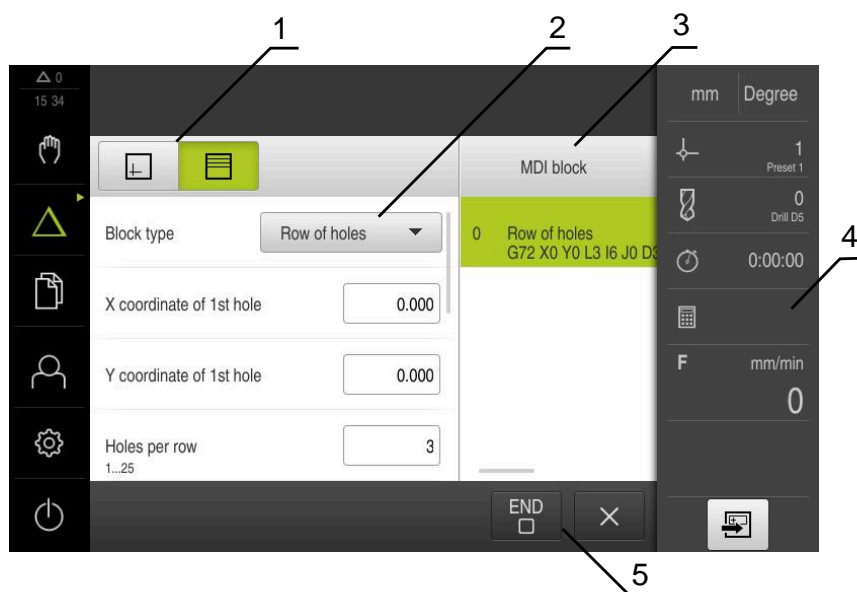 1
2
3
0
15 34
mm Degree
1
Preset 1
MDI block
0
Drill D5
4
Block type Row of holes
0 Row of holes
G72 X0 Y0 L3 I6 J0 D3
0:00:00
X coordinate of 1st hole 0.000
F mm/min
0
Y coordinate of 1st hole 0.000
Holes per row 3
1...25
END
5